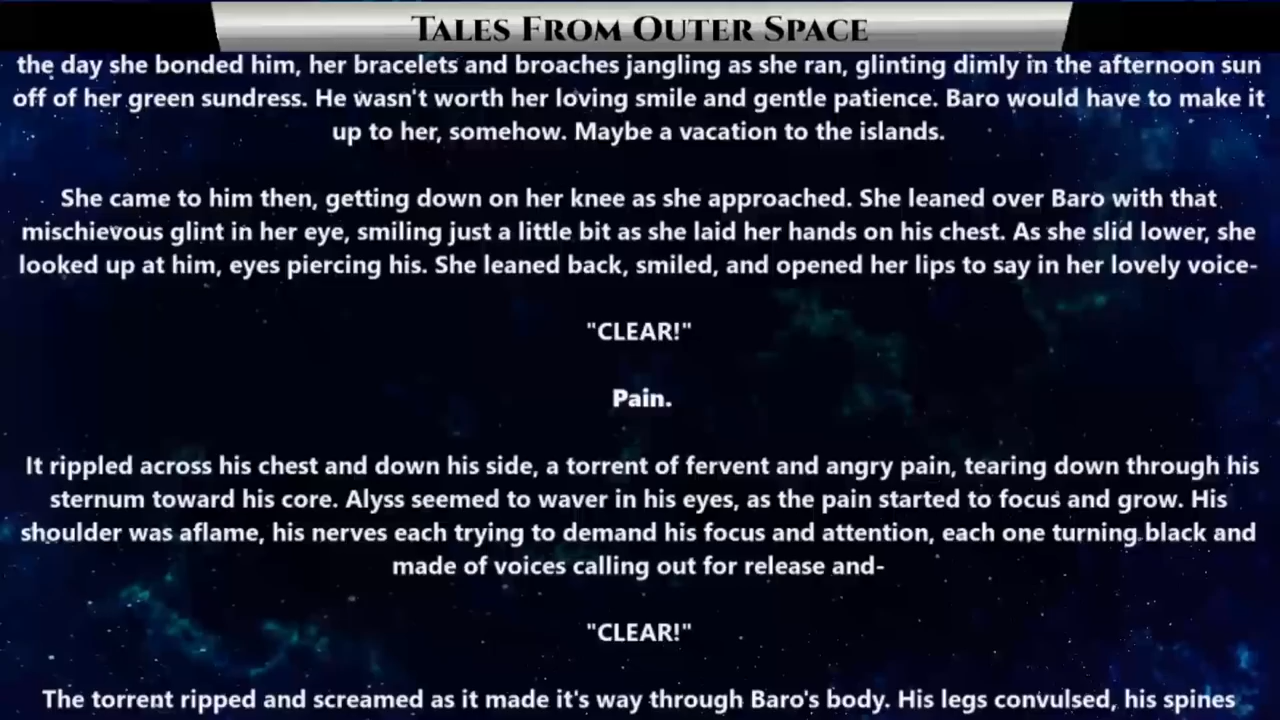 Tales From Outer Space
the day she bonded him, her bracelets and broaches jangling as she ran, glinting dimly in the afternoon sun
off of her green sundress. He wasn't worth her loving smile and gentle patience. Baro would have to make it
up to her, somehow. Maybe a vacation to the islands.
She came to him then, getting down on her knee as she approached. She leaned over Baro with that
mischievous glint in her eye, smiling just a little bit as she laid her hands on his chest. As she slid lower, she
looked up at him, eyes piercing his. She leaned back, smiled, and opened her lips to say in her lovely voice-
"CLEAR!"
Pain.
It rippled across his chest and down his side, a torrent of fervent and angry pain, tearing down through his
sternum toward his core. Alyss seemed to waver in his eyes, as the pain started to focus and grow. His
shoulder was aflame, his nerves each trying to demand his focus and attention, each one turning black and
made of voices calling out for release and-
"CLEAR!"
The torrent ripped and screamed as it made it's way through Baro's body. His legs convulsed, his spines